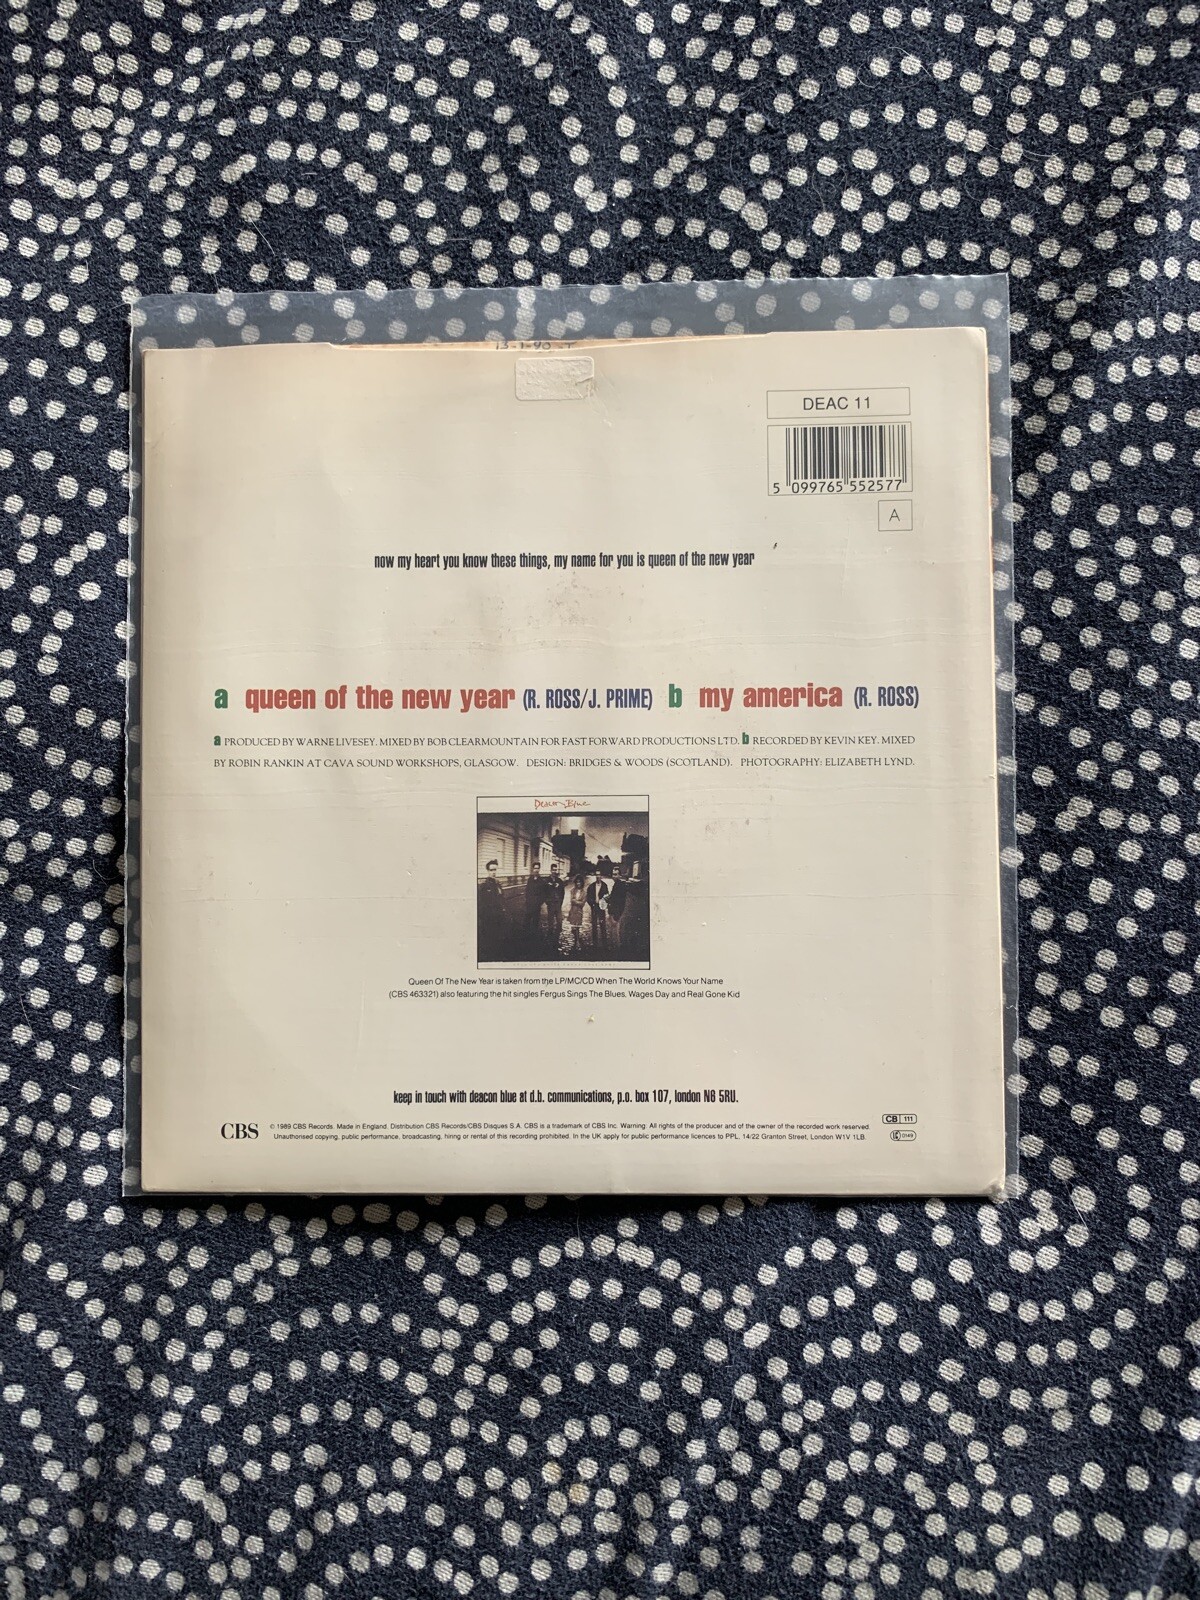 13-1-90
DEAC 11
5 099765 552577
A
now my heart you know these things, my name for you is queen of the new year
a queen of the new year (R. ROSS/J. PRIME) b my america (R. ROSS)
a PRODUCED BY WARNE LIVESEY. MIXED BY BOB CLEARMOUNTAIN FOR FAST FORWARD PRODUCTIONS LTD. b RECORDED BY KEVIN KEY. MIXED
BY ROBIN RANKIN AT CAVA SOUND WORKSHOPS, GLASGOW. DESIGN: BRIDGES & WOODS (SCOTLAND). PHOTOGRAPHY: ELIZABETH LYND.
Deacon Blue
Queen Of The New Year is taken from the LP/MC/CD When The World Knows Your Name
(CBS 463321) also featuring the hit singles Fergus Sings The Blues, Wages Day and Real Gone Kid
keep in touch with deacon blue at d.b. communications, p.o. box 107, london N6 5RU.
CBS
© 1989 CBS Records. Made in England. Distribution CBS Records/CBS Disques S.A. CBS is a trademark of CBS Inc. Warning. All rights of the producer and of the owner of the recorded work reserved.
Unauthorised copying, public performance, broadcasting, hiring or rental of this recording prohibited. In the UK apply for public performance licences to PPL, 14/22 Granton Street, London W1V 1LB
CB 111
LC 0149